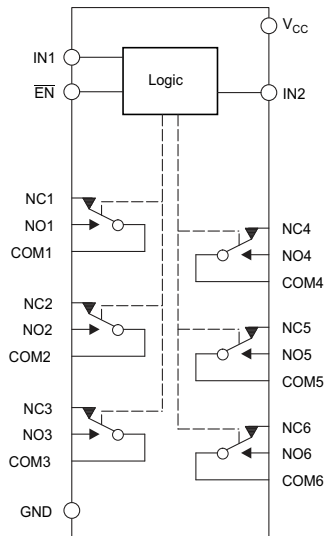 V_CC
IN1
Logic
E̅N̅
IN2
NC1
NO1
COM1
NC4
NO4
COM4
NC2
NO2
COM2
NC5
NO5
COM5
NC3
NO3
COM3
NC6
NO6
COM6
GND